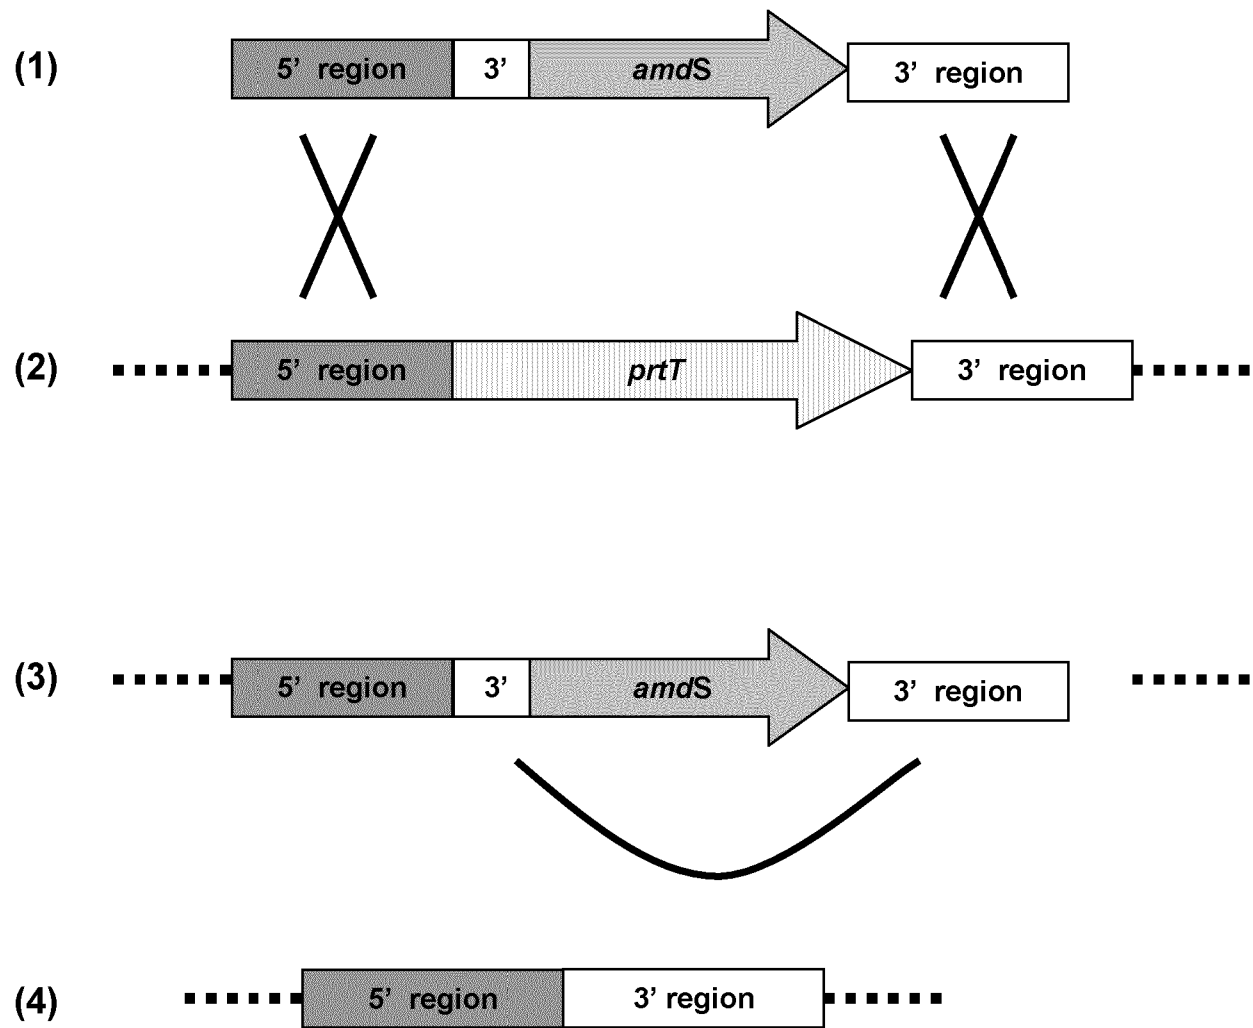 (1) 5’ region 3’ amdS 3’ region
(2) 5’ region prtT 3’ region
(3) 5’ region 3’ amdS 3’ region
(4) 5’ region 3’ region